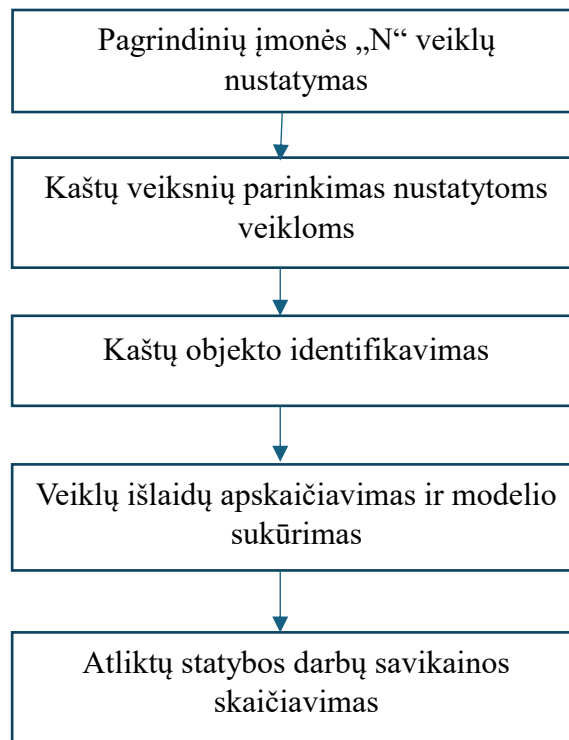 Pagrindinių įmonės „N“ veiklų
nustatymas
Kaštų veiksnių parinkimas nustatytoms
veikloms
Kaštų objekto identifikavimas
Veiklų išlaidų apskaičiavimas ir modelio
sukūrimas
Atliktų statybos darbų savikainos
skaičiavimas